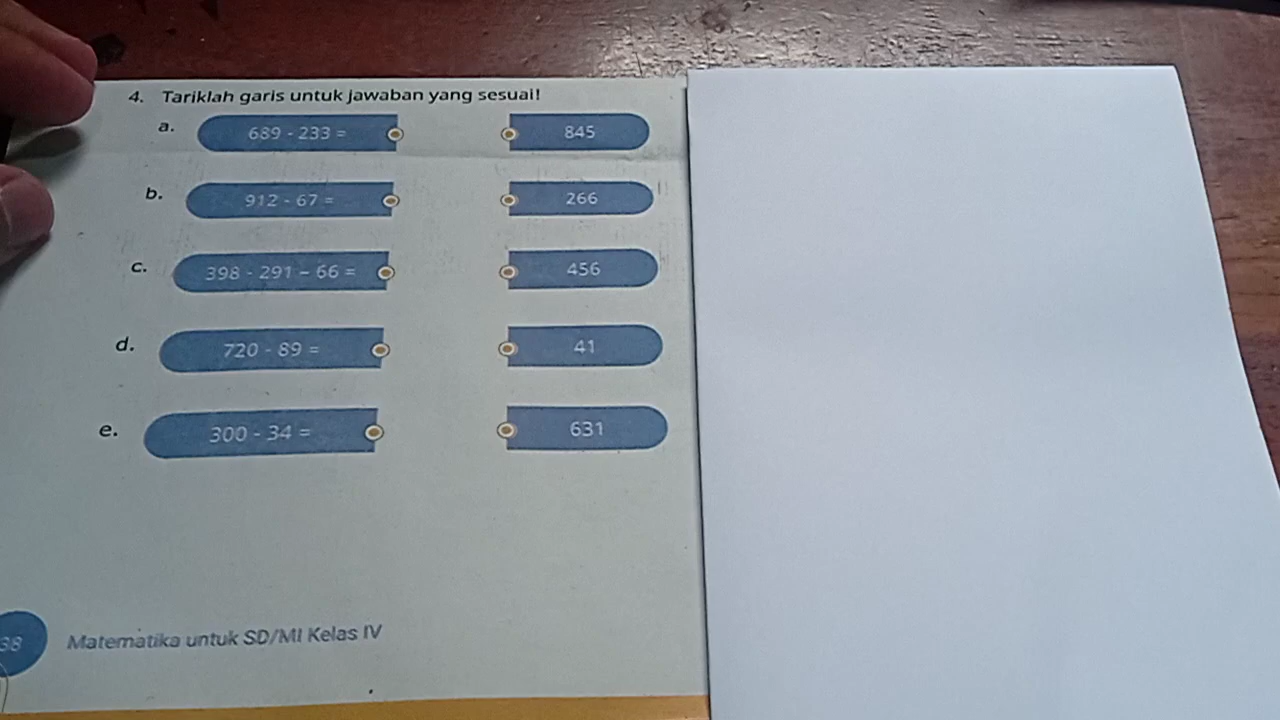 4. Tariklah garis untuk jawaban yang sesuai!
a. 689 - 233 = 845
b. 912 - 67 = 266
c. 398 - 291 – 66 = 456
d. 720 - 89 = 41
e. 300 - 34 = 631
38 Matematika untuk SD/MI Kelas IV